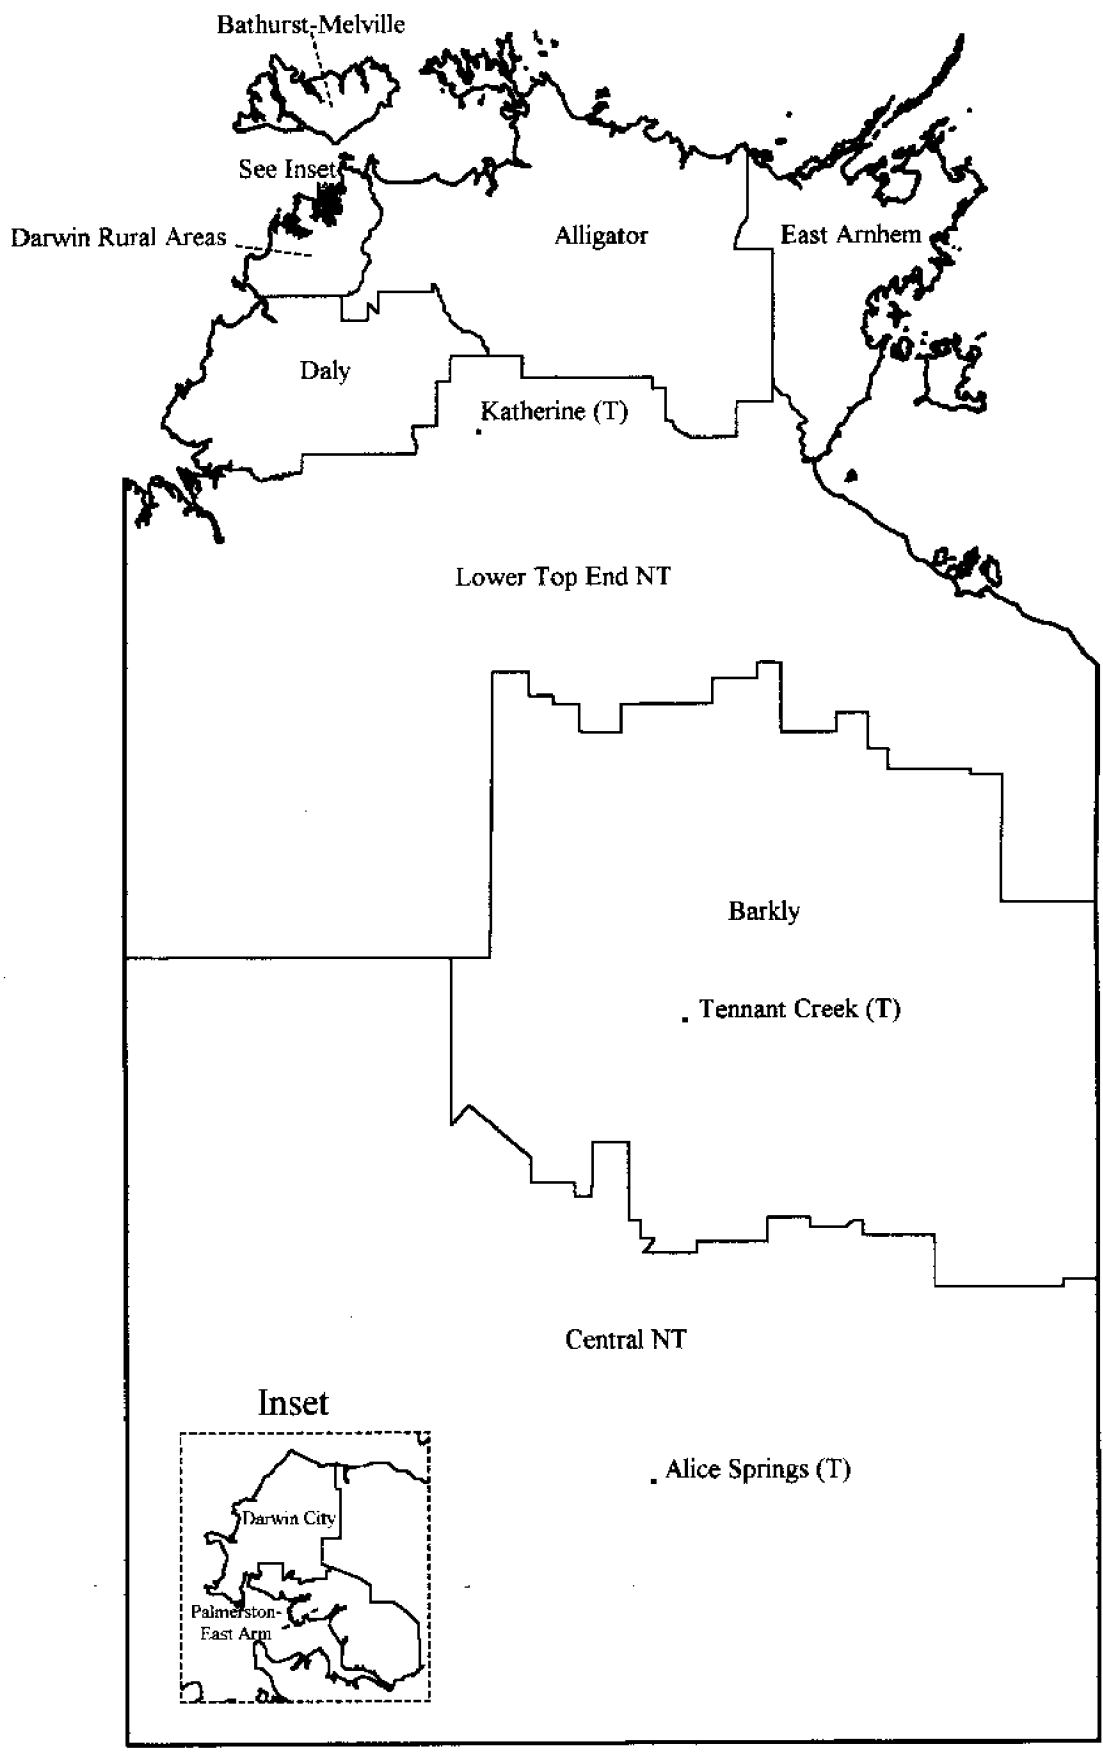 Bathurst-Melville
See Inset
Darwin Rural Areas
Alligator
East Arnhem
Daly
Katherine (T)
Lower Top End NT
Barkly
Tennant Creek (T)
Central NT
Inset
Alice Springs (T)
Darwin City
Palmerston-
East Arm